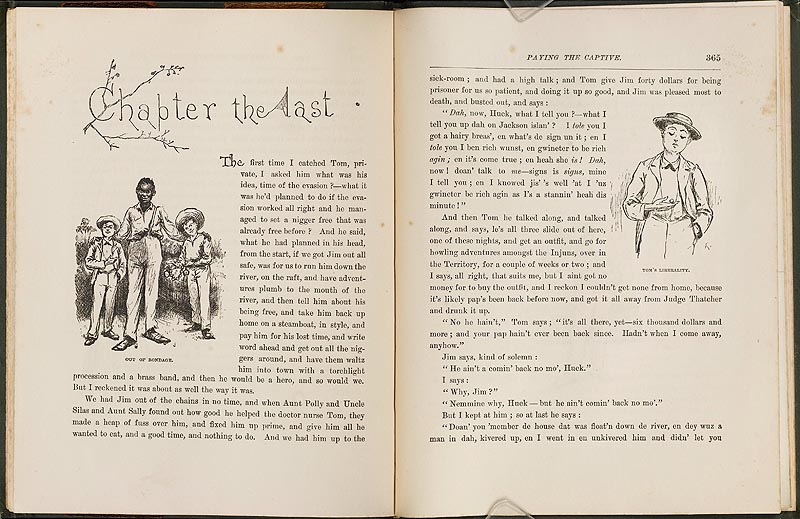 Chapter the last
The first time I catched Tom, pri-
vate, I asked him what was his
idea, time of the evasion?—what it
was he'd planned to do if the eva-
sion worked all right and he man-
aged to set a nigger free that was
already free before? And he said,
what he had planned in his head,
from the start, if we got Jim out all
safe, was for us to run him down the
river, on the raft, and have advent-
ures plumb to the mouth of the
river, and then tell him about his
being free, and take him back up
home on a steamboat, in style, and
pay him for his lost time, and write
word ahead and get out all the nig-
gers around, and have them waltz
him into town with a torchlight
procession and a brass band, and then he would be a hero, and so would we.
But I reckoned it was about as well the way it was.
We had Jim out of the chains in no time, and when Aunt Polly and Uncle
Silas and Aunt Sally found out how good he helped the doctor nurse Tom, they
made a heap of fuss over him, and fixed him up prime, and give him all he
wanted to eat, and a good time, and nothing to do. And we had him up to the
OUT OF BONDAGE.
PAYING THE CAPTIVE. 365
sick-room; and had a high talk; and Tom give Jim forty dollars for being
prisoner for us so patient, and doing it up so good, and Jim was pleased most to
death, and busted out, and says:
"Dah, now, Huck, what I tell you?—what I
tell you up dah on Jackson islan'? I tole you I
got a hairy breas', en what's de sign un it; en I
tole you I ben rich wunst, en gwineter to be rich
agin; en it's come true; en heah she is! Dah,
now! doan' talk to me—signs is signs, mine
I tell you; en I knowed jis' 's well 'at I 'uz
gwineter be rich agin as I's a stannin' heah dis
minute!"
And then Tom he talked along, and talked
along, and says, le's all three slide out of here,
one of these nights, and get an outfit, and go for
howling adventures amongst the Injuns, over in
the Territory, for a couple of weeks or two; and
I says, all right, that suits me, but I aint got no
money for to buy the outfit, and I reckon I couldn't get none from home, because
it's likely pap's been back before now, and got it all away from Judge Thatcher
and drunk it up.
"No he hain't," Tom says; "it's all there, yet—six thousand dollars and
more; and your pap hain't ever been back since. Hadn't when I come away,
anyhow."
Jim says, kind of solemn:
"He ain't a comin' back no mo', Huck."
I says:
"Why, Jim?"
"Nemmine why, Huck—but he ain't comin' back no mo'."
But I kept at him; so at last he says:
"Doan' you 'member de house dat was float'n down de river, en dey wuz a
man in dah, kivered up, en I went in en unkivered him and didn' let you
TOM'S LIBERALITY.